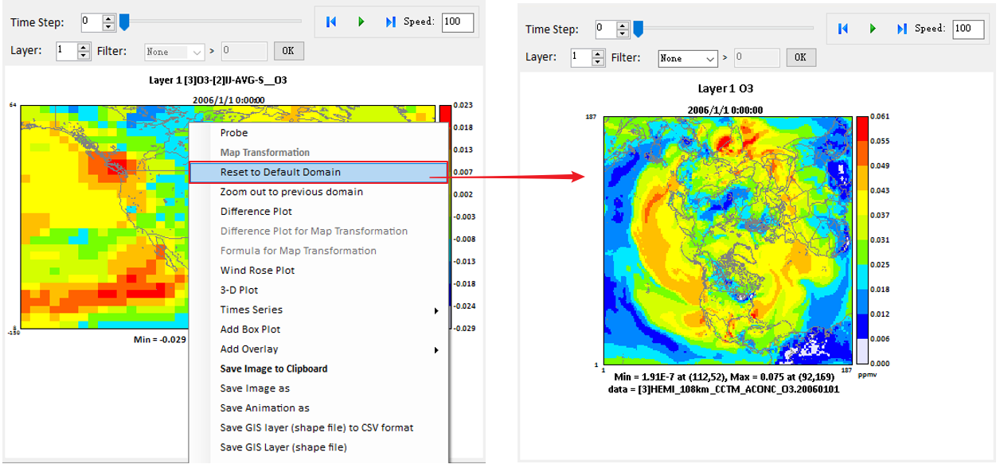 Time Step: 0 Speed: 100
Layer: 1 Filter: None > 0 OK
Layer 1 [3]O3-[2]IJ-AVG-S__O3
2006/1/1 0:00:00
64
-150
Min = -0.029
0.023
0.018
0.013
0.007
0.002
-0.003
-0.008
-0.013
-0.018
-0.024
-0.029
Probe
Map Transformation
Reset to Default Domain
Zoom out to previous domain
Difference Plot
Difference Plot for Map Transformation
Formula for Map Transformation
Wind Rose Plot
3-D Plot
Times Series
Add Box Plot
Add Overlay
Save Image to Clipboard
Save Image as
Save Animation as
Save GIS layer (shape file) to CSV format
Save GIS Layer (shape file)
Time Step: 0 Speed: 100
Layer: 1 Filter: None > 0 OK
Layer 1 O3
2006/1/1 0:00:00
187
1
1 187
0.061
0.055
0.049
0.043
0.037
0.031
0.025
0.018
0.012
0.006
0.000
ppmv
Min = 1.91E-7 at (112,52), Max = 0.075 at (92,169)
data = [3]HEMI_108km_CCTM_ACONC_O3.20060101